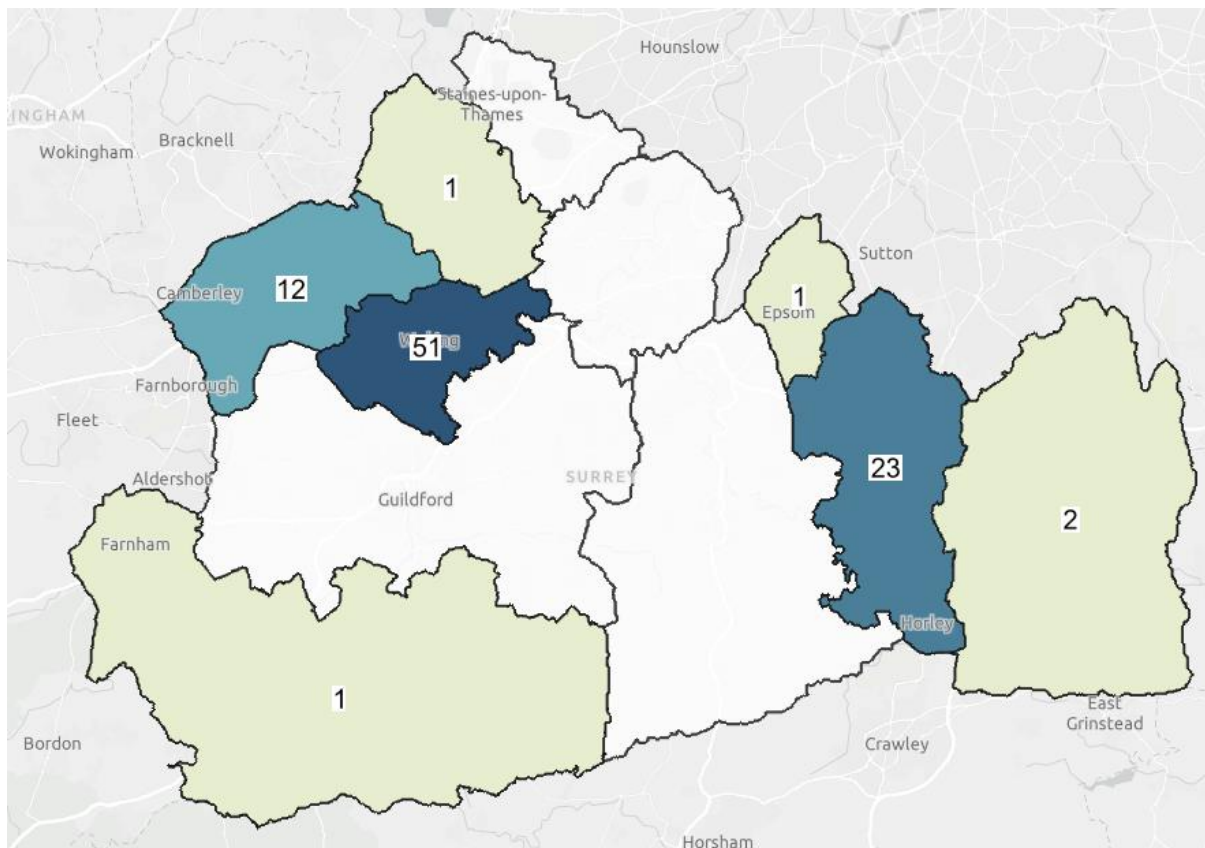 Hounslow
Staines-upon-
Thames
INGHAM
Bracknell
Wokingham
1
Sutton
12
Camberley
1
Epsom
51
Farnborough
Fleet
23
SURREY
Aldershot
Guildford
2
Farnham
Horley
1
East
Grinstead
Bordon
Crawley
Horsham